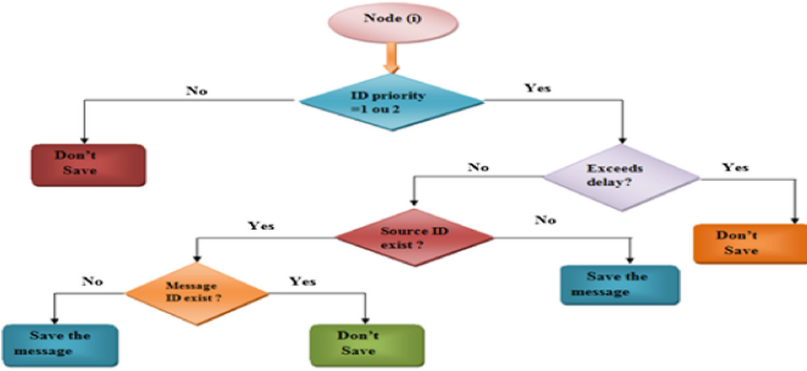 Node (i)
No
ID priority
=1 ou 2
Yes
Don't
Save
No
Exceeds
delay?
Yes
Yes
Source ID
exist ?
No
Don't
Save
No
Message
ID exist ?
Yes
Save the
message
Save the
message
Don't
Save